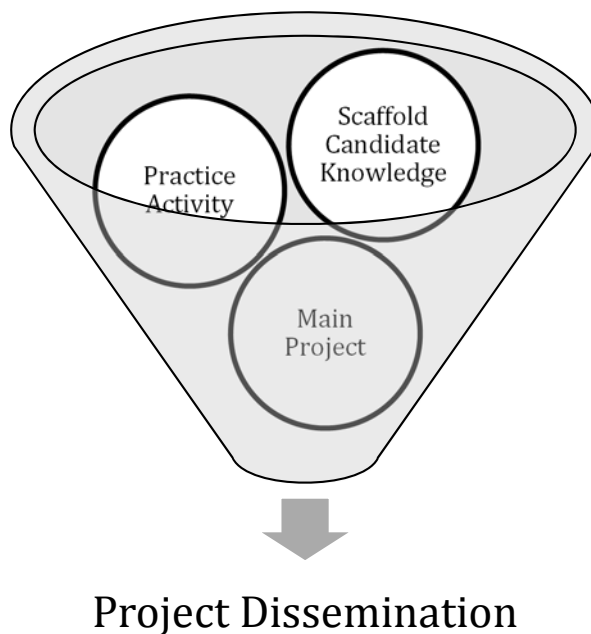 Scaffold
Candidate
Knowledge
Practice
Activity
Main
Project
Project Dissemination